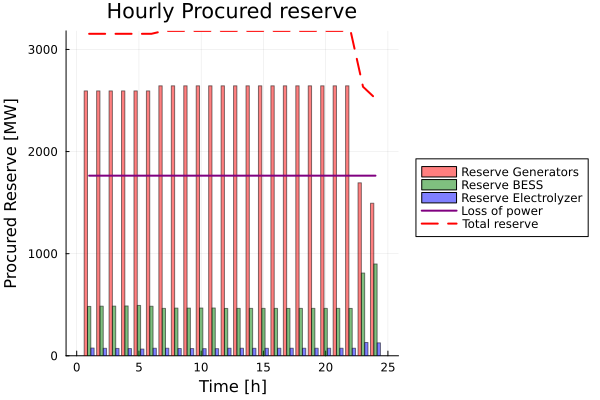 Hourly Procured reserve
Procured Reserve [MW]
3000
2000
1000
0
0 5 10 15 20 25
Time [h]
Reserve Generators
Reserve BESS
Reserve Electrolyzer
Loss of power
Total reserve